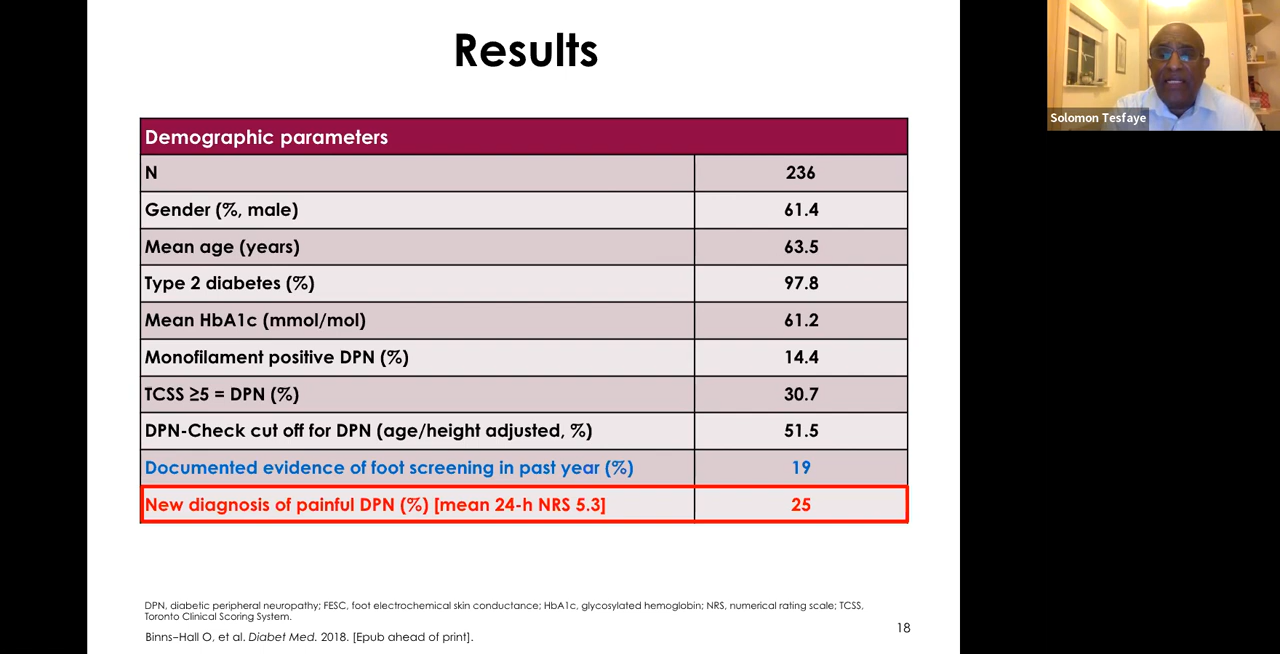 Results
Solomon Tesfaye
Demographic parameters
N 236
Gender (%, male) 61.4
Mean age (years) 63.5
Type 2 diabetes (%) 97.8
Mean HbA1c (mmol/mol) 61.2
Monofilament positive DPN (%) 14.4
TCSS ≥5 = DPN (%) 30.7
DPN-Check cut off for DPN (age/height adjusted, %) 51.5
Documented evidence of foot screening in past year (%) 19
New diagnosis of painful DPN (%) [mean 24-h NRS 5.3] 25
DPN, diabetic peripheral neuropathy; FESC, foot electrochemical skin conductance; HbA1c, glycosylated hemoglobin; NRS, numerical rating scale; TCSS,
Toronto Clinical Scoring System.
Binns–Hall O, et al. Diabet Med. 2018. [Epub ahead of print].
18